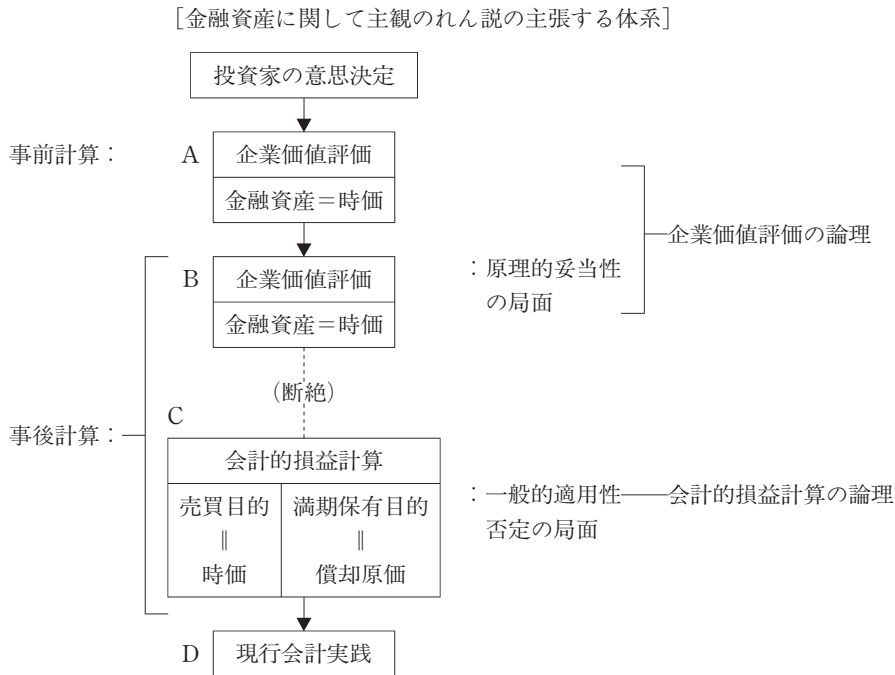 ［金融資産に関して主観のれん説の主張する体系］
投資家の意思決定
事前計算：
A
企業価値評価
金融資産＝時価
企業価値評価の論理
B
企業価値評価
金融資産＝時価
：原理的妥当性
の局面
（断絶）
事後計算：
C
会計的損益計算
売買目的
‖
時価
満期保有目的
‖
償却原価
：一般的適用性
否定の局面
会計的損益計算の論理
D
現行会計実践